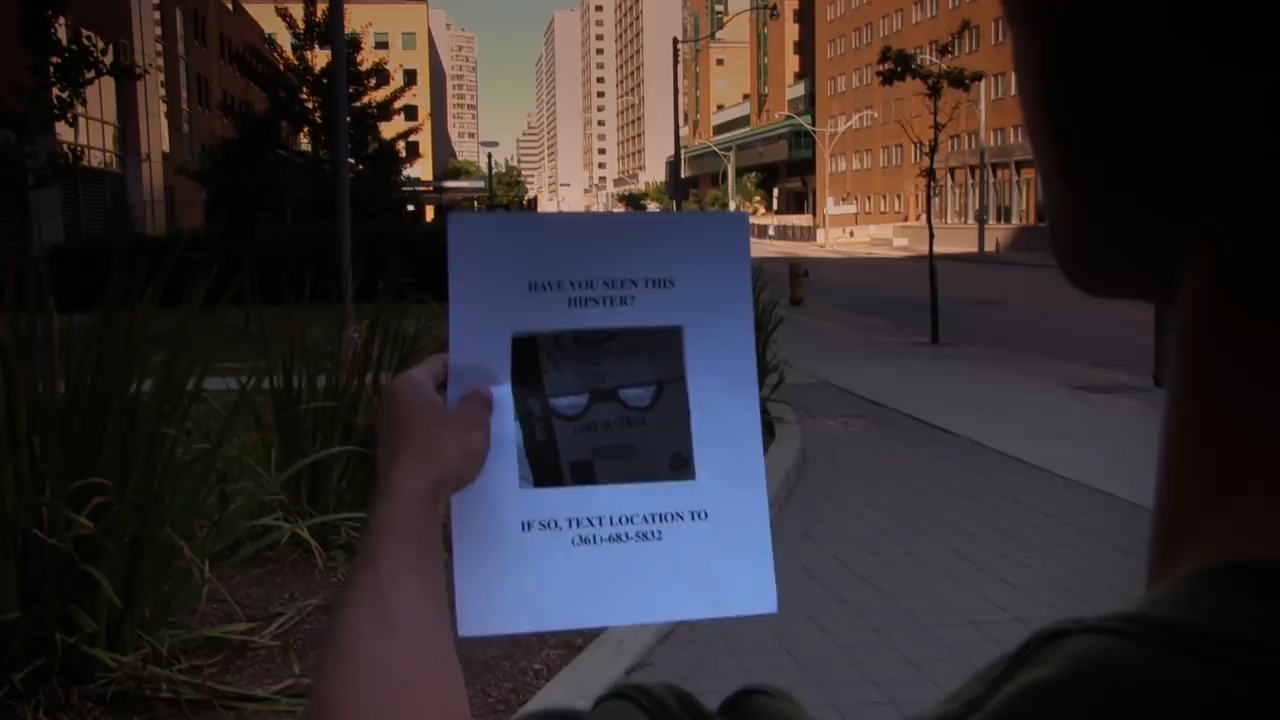 HAVE YOU SEEN THIS
HIPSTER?
IF SO, TEXT LOCATION TO
(361)-683-5832